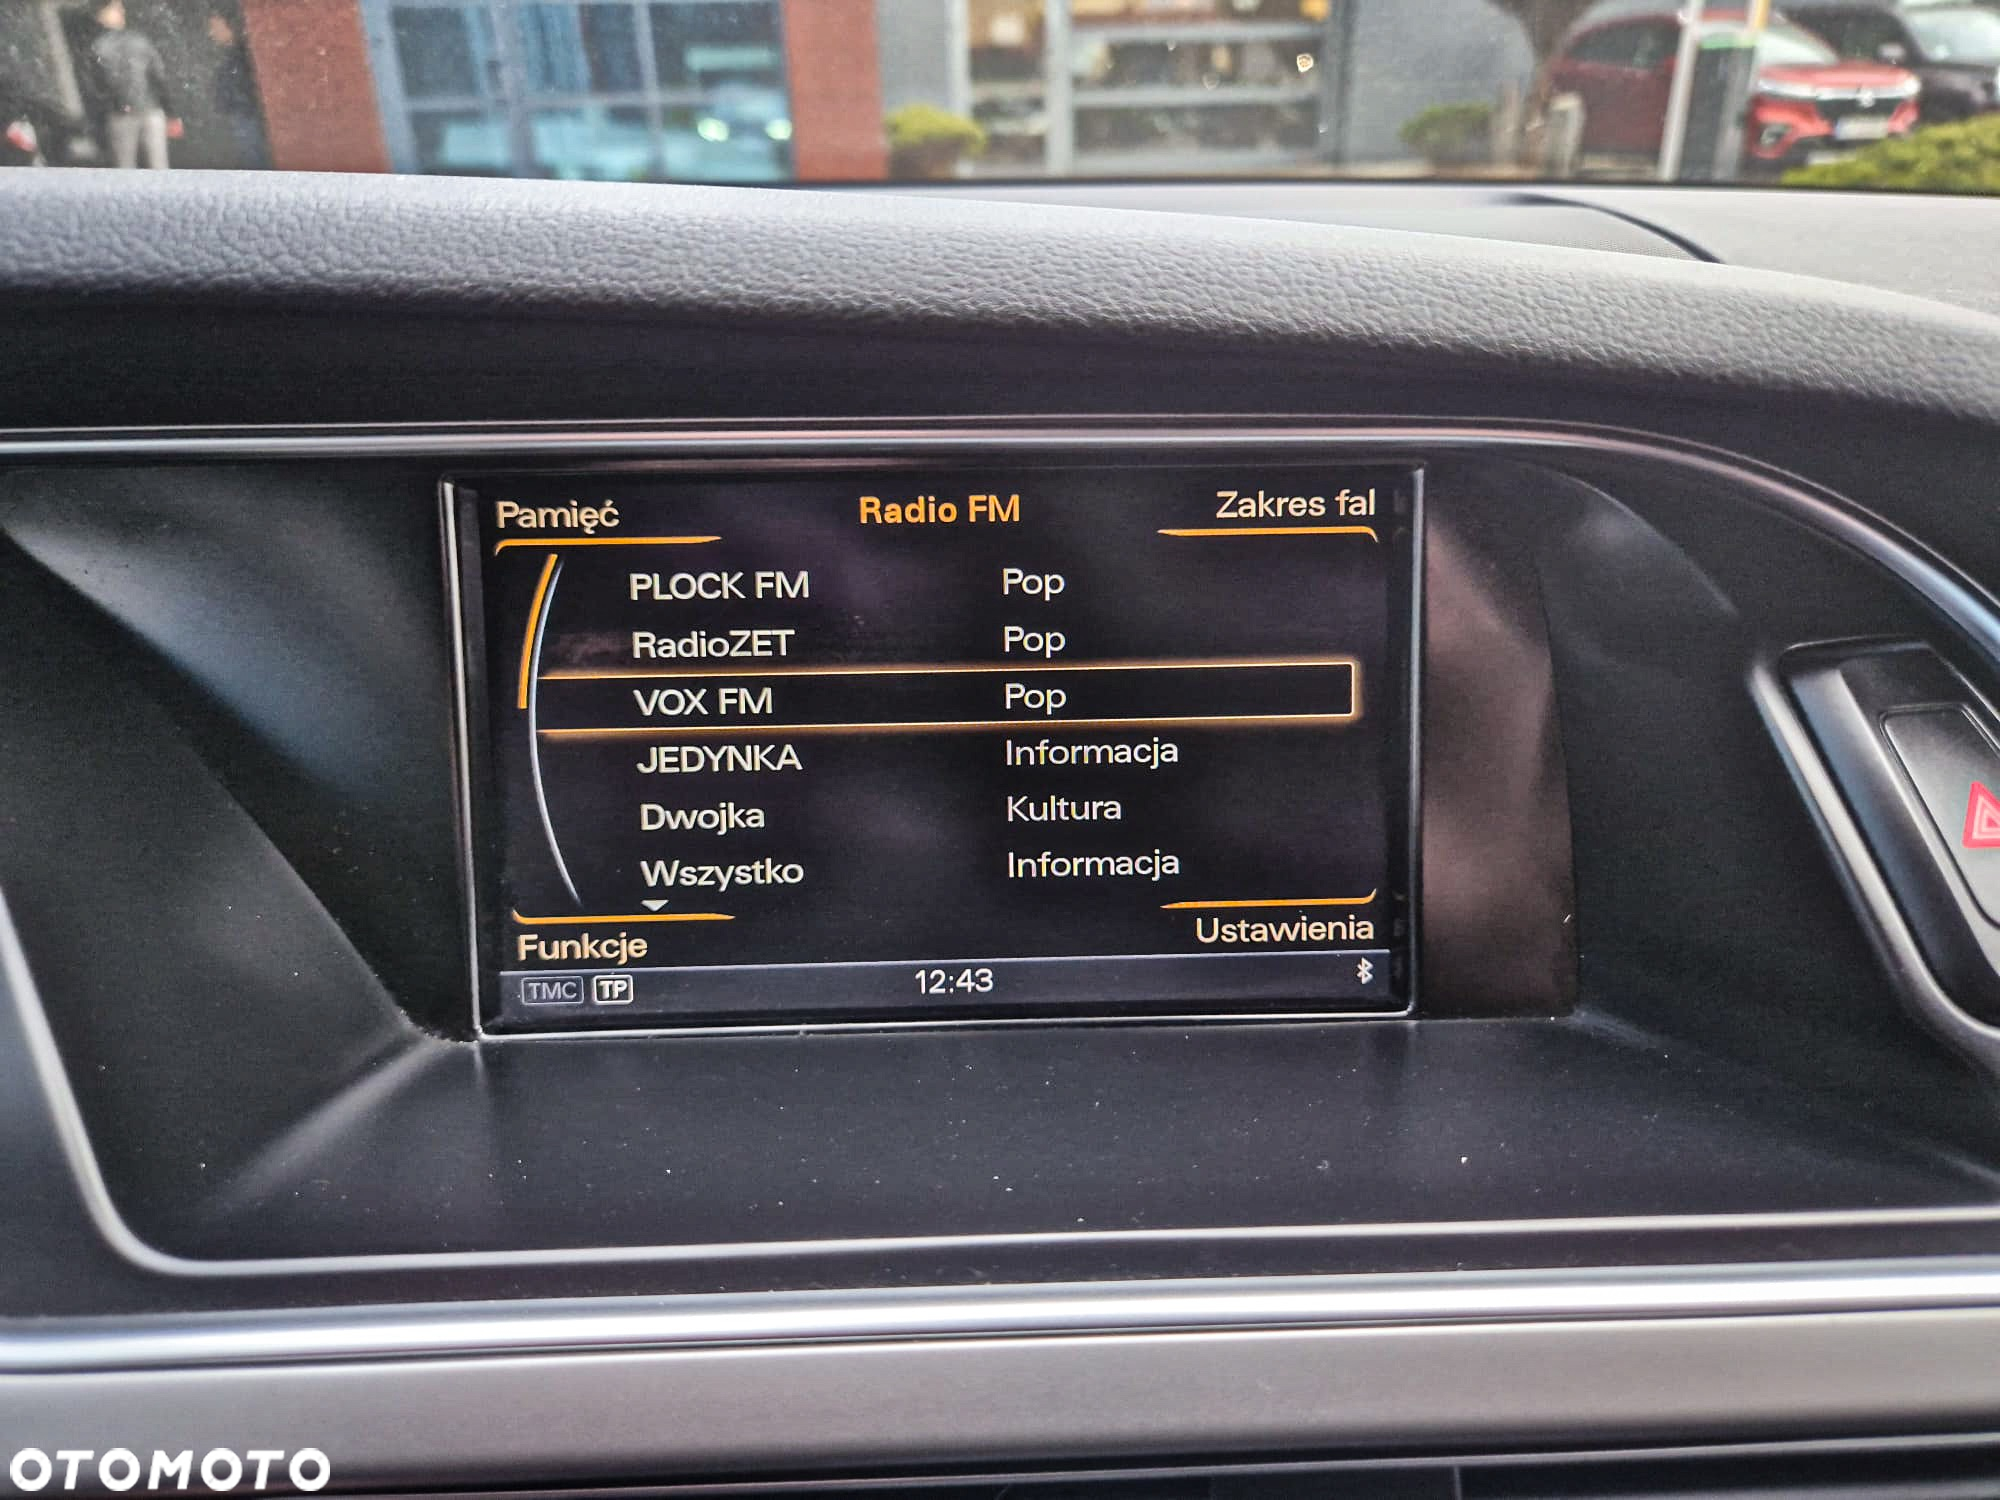 Pamięć Radio FM Zakres fal
PLOCK FM Pop
RadioZET Pop
VOX FM Pop
JEDYNKA Informacja
Dwojka Kultura
Wszystko Informacja
Funkcje Ustawienia
TMC TP 12:43
OTOMOTO